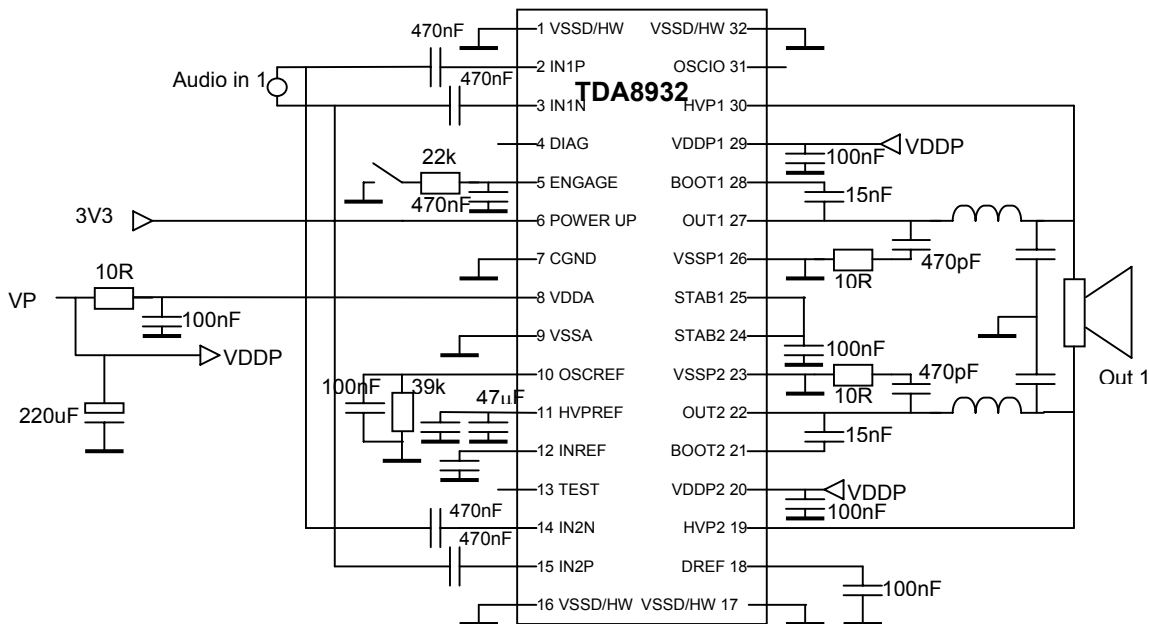 470nF
1 VSSD/HW
VSSD/HW 32
Audio in 1
2 IN1P
OSCIO 31
470nF
TDA8932
3 IN1N
HVP1 30
4 DIAG
VDDP1 29
VDDP
100nF
22k
5 ENGAGE
BOOT1 28
15nF
470nF
3V3
6 POWER UP
OUT1 27
7 CGND
VSSP1 26
10R
470pF
10R
VP
8 VDDA
STAB1 25
100nF
9 VSSA
STAB2 24
100nF
VDDP
10 OSCREF
VSSP2 23
470pF
10R
Out 1
100nF
39k
47uF
220uF
11 HVPREF
OUT2 22
15nF
12 INREF
BOOT2 21
13 TEST
VDDP2 20
VDDP
100nF
470nF
14 IN2N
HVP2 19
470nF
15 IN2P
DREF 18
100nF
16 VSSD/HW
VSSD/HW 17